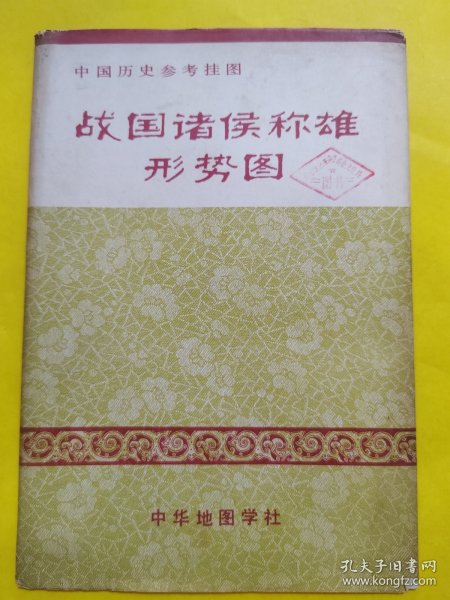 中国历史参考挂图
战国诸侯称雄
形势图
中华地图学社
孔夫子旧书网
www.kongfz.com